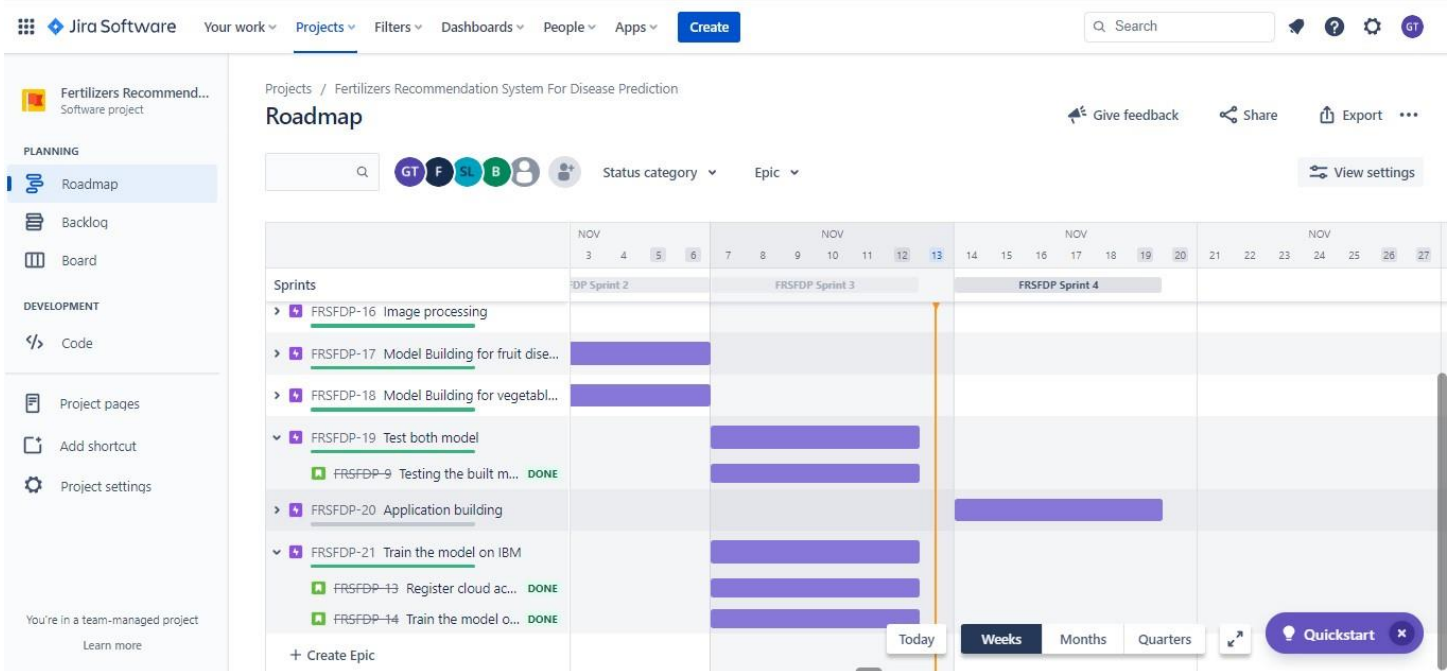 Jira Software Your work Projects Filters Dashboards People Apps Create Search GT
Fertilizers Recommend...
Software project
PLANNING
Roadmap
Backlog
Board
DEVELOPMENT
Code
Project pages
Add shortcut
Project settings
You're in a team-managed project
Learn more
Projects / Fertilizers Recommendation System For Disease Prediction
Roadmap
Give feedback Share Export
GT F SL B Status category Epic View settings
NOV NOV NOV NOV
3 4 5 6 7 8 9 10 11 12 13 14 15 16 17 18 19 20 21 22 23 24 25 26 27
Sprints FDP Sprint 2 FRSFDP Sprint 3 FRSFDP Sprint 4
FRSFDP-16 Image processing
FRSFDP-17 Model Building for fruit dise...
FRSFDP-18 Model Building for vegetabl...
FRSFDP-19 Test both model
FRSFDP-9 Testing the built m... DONE
FRSFDP-20 Application building
FRSFDP-21 Train the model on IBM
FRSFDP-13 Register cloud ac... DONE
FRSFDP-14 Train the model o... DONE
+ Create Epic
Today Weeks Months Quarters Quickstart